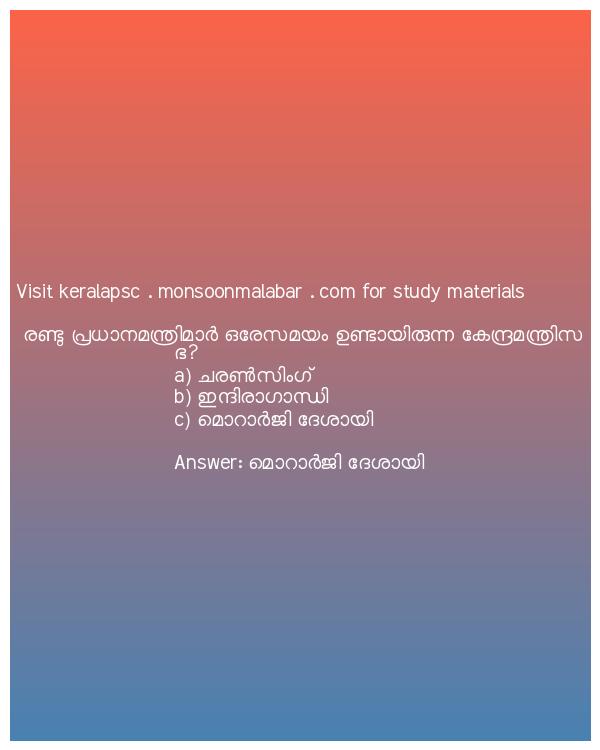 Visit keralapsc . monsoonmalabar . com for study materials
രണ്ടു പ്രധാനമന്ത്രിമാർ ഒരേസമയം ഉണ്ടായിരുന്ന കേന്ദ്രമന്ത്രിസ
ഭ?
a) ചരൺസിംഗ്
b) ഇന്ദിരാഗാന്ധി
c) മൊറാർജി ദേശായി
Answer: മൊറാർജി ദേശായി